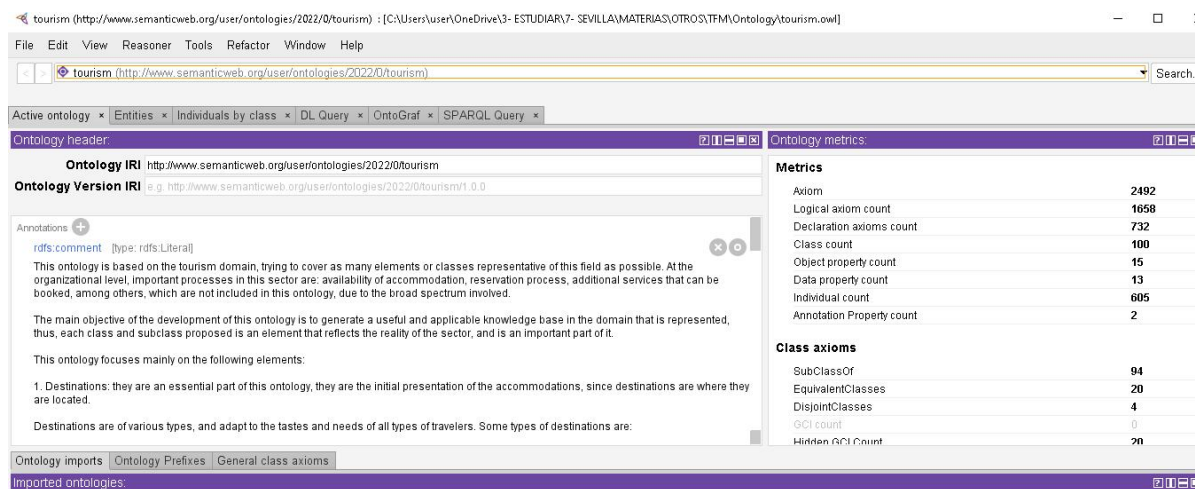 tourism (http://www.semanticweb.org/user/ontologies/2022/0/tourism) : [C:\Users\user\OneDrive\3- ESTUDIAR\7- SEVILLA\MATERIAS\OTROS\TFM\Ontology\tourism.owl]
File Edit View Reasoner Tools Refactor Window Help
< > tourism (http://www.semanticweb.org/user/ontologies/2022/0/tourism) Search.
Active ontology × Entities × Individuals by class × DL Query × OntoGraf × SPARQL Query ×
Ontology header:
Ontology IRI http://www.semanticweb.org/user/ontologies/2022/0/tourism
Ontology Version IRI e.g. http://www.semanticweb.org/user/ontologies/2022/0/tourism/1.0.0
Annotations
rdfs:comment [type: rdfs:Literal]
This ontology is based on the tourism domain, trying to cover as many elements or classes representative of this field as possible. At the
organizational level, important processes in this sector are: availability of accommodation, reservation process, additional services that can be
booked, among others, which are not included in this ontology, due to the broad spectrum involved.
The main objective of the development of this ontology is to generate a useful and applicable knowledge base in the domain that is represented,
thus, each class and subclass proposed is an element that reflects the reality of the sector, and is an important part of it.
This ontology focuses mainly on the following elements:
1. Destinations: they are an essential part of this ontology, they are the initial presentation of the accommodations, since destinations are where they
are located.
Destinations are of various types, and adapt to the tastes and needs of all types of travelers. Some types of destinations are:
Ontology metrics:
Metrics
Axiom 2492
Logical axiom count 1658
Declaration axioms count 732
Class count 100
Object property count 15
Data property count 13
Individual count 605
Annotation Property count 2
Class axioms
SubClassOf 94
EquivalentClasses 20
DisjointClasses 4
GCI count 0
Hidden GCI Count 20
Ontology imports Ontology Prefixes General class axioms
Imported ontologies: